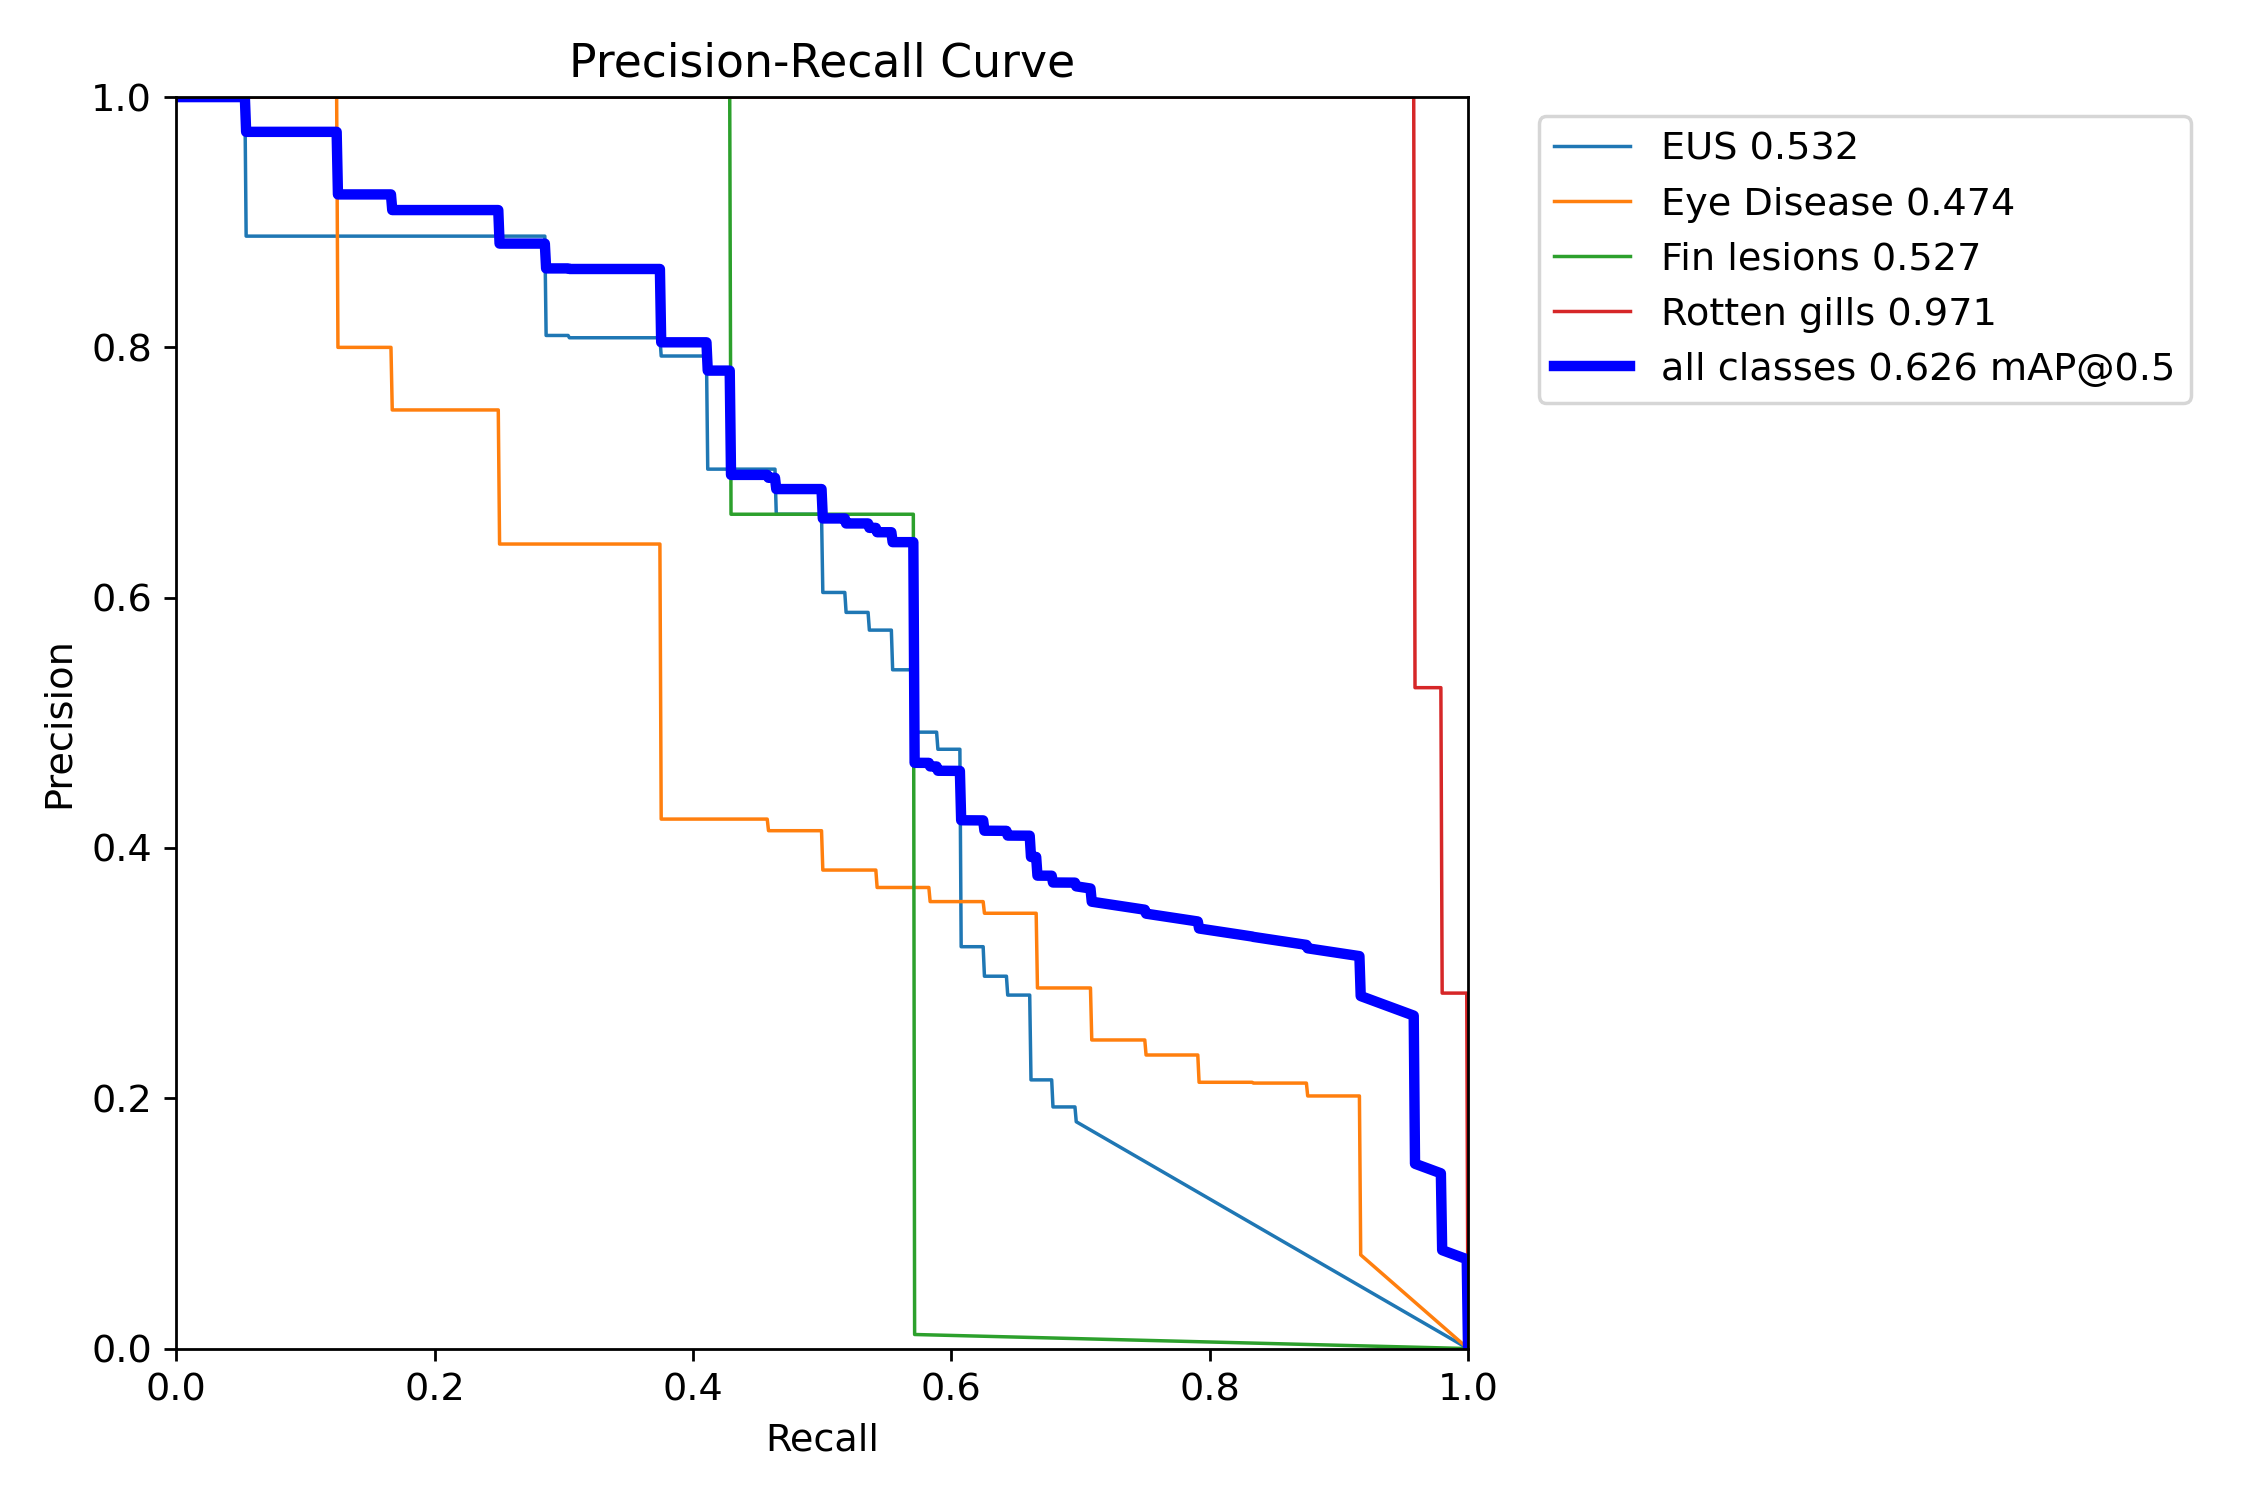 Precision-Recall Curve
1.0
0.8
0.6
0.4
0.2
0.0
Precision
0.0 0.2 0.4 0.6 0.8 1.0
Recall
EUS 0.532
Eye Disease 0.474
Fin lesions 0.527
Rotten gills 0.971
all classes 0.626 mAP@0.5